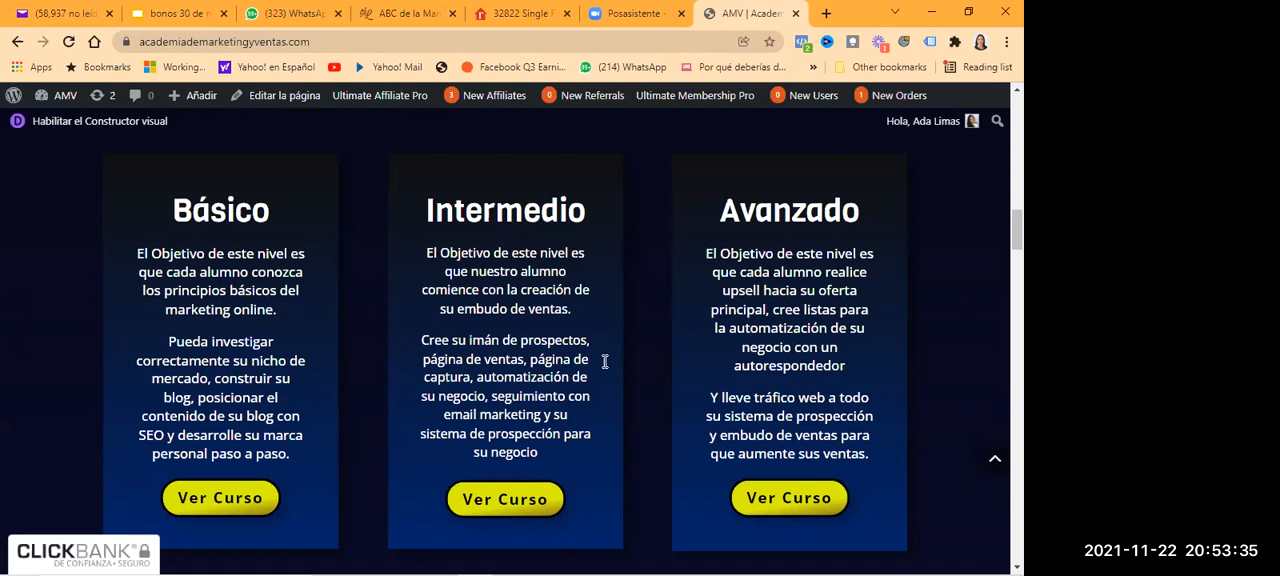 (58,937 no leíd
bonos 30 de n
(323) WhatsAp
ABC de la Mar
32822 Single F
Posasistente -
AMV | Academ
academiademarketingyventas.com
Apps
Bookmarks
Working...
Yahoo! en Español
Yahoo! Mail
Facebook Q3 Earni...
(214) WhatsApp
Por qué deberías d...
Other bookmarks
Reading list
AMV
2
0
Añadir
Editar la página
Ultimate Affiliate Pro
3 New Affiliates
0 New Referrals
Ultimate Membership Pro
0 New Users
1 New Orders
Habilitar el Constructor visual
Hola, Ada Limas
Básico
El Objetivo de este nivel es
que cada alumno conozca
los principios básicos del
marketing online.
Pueda investigar
correctamente su nicho de
mercado, construir su
blog, posicionar el
contenido de su blog con
SEO y desarrolle su marca
personal paso a paso.
Ver Curso
Intermedio
El Objetivo de este nivel es
que nuestro alumno
comience con la creación de
su embudo de ventas.
Cree su imán de prospectos,
página de ventas, página de
captura, automatización de
su negocio, seguimiento con
email marketing y su
sistema de prospección para
su negocio
Ver Curso
Avanzado
El Objetivo de este nivel es
que cada alumno realice
upsell hacia su oferta
principal, cree listas para
la automatización de su
negocio con un
autorespondedor
Y lleve tráfico web a todo
su sistema de prospección
y embudo de ventas para
que aumente sus ventas.
Ver Curso
CLICKBANK
DE CONFIANZA • SEGURO
2021-11-22 20:53:35